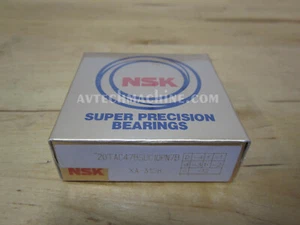 NSK
AVTECHMACHINE.COM
SUPER PRECISION
BEARINGS
NSK